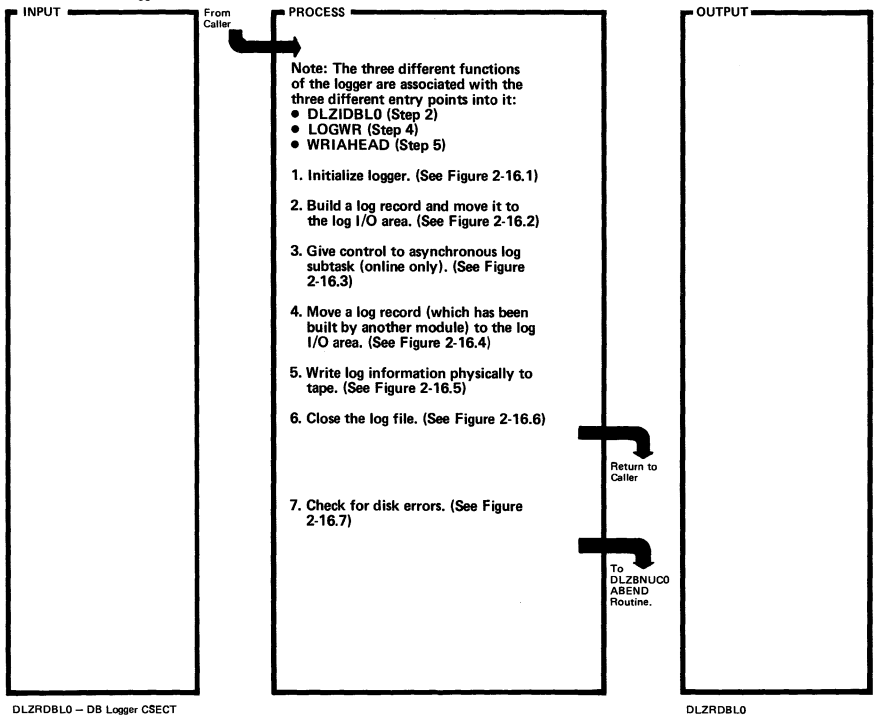 INPUT
From
Caller
PROCESS
OUTPUT
Note: The three different functions
of the logger are associated with the
three different entry points into it:
● DLZIDBL0 (Step 2)
● LOGWR (Step 4)
● WRIAHEAD (Step 5)
1. Initialize logger. (See Figure 2-16.1)
2. Build a log record and move it to
the log I/O area. (See Figure 2-16.2)
3. Give control to asynchronous log
subtask (online only). (See Figure
2-16.3)
4. Move a log record (which has been
built by another module) to the log
I/O area. (See Figure 2-16.4)
5. Write log information physically to
tape. (See Figure 2-16.5)
6. Close the log file. (See Figure 2-16.6)
Return to
Caller
7. Check for disk errors. (See Figure
2-16.7)
To
DLZBNUC0
ABEND
Routine.
DLZRDBL0 – DB Logger CSECT
DLZRDBL0